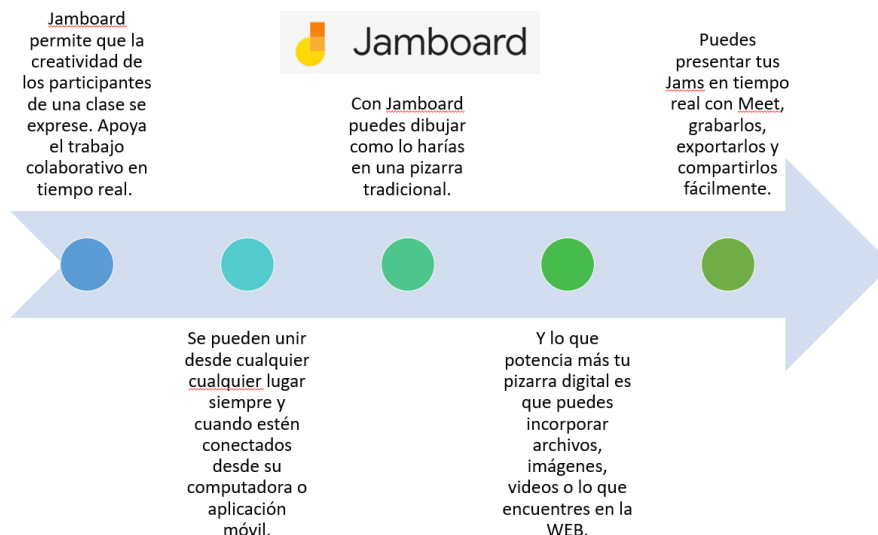 Jamboard
permite que la
creatividad de
los participantes
de una clase se
exprese. Apoya
el trabajo
colaborativo en
tiempo real.
Se pueden unir
desde cualquier
cualquier lugar
siempre y
cuando estén
conectados
desde su
computadora o
aplicación
móvil.
Jamboard
Con Jamboard
puedes dibujar
como lo harías
en una pizarra
tradicional.
Y lo que
potencia más tu
pizarra digital es
que puedes
incorporar
archivos,
imágenes,
videos o lo que
encuentres en la
WEB.
Puedes
presentar tus
Jams en tiempo
real con Meet,
grabarlos,
exportarlos y
compartirlos
fácilmente.